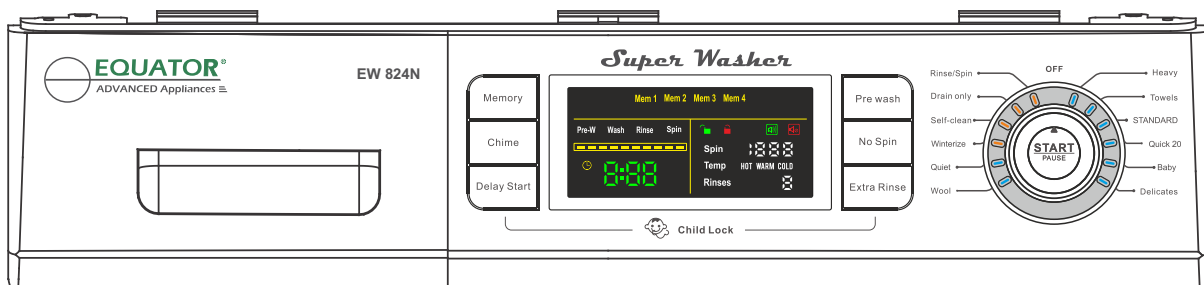 EQUATOR®
ADVANCED Appliances
EW 824N
Super Washer
Memory
Chime
Delay Start
Mem 1 Mem 2 Mem 3 Mem 4
Pre-W Wash Rinse Spin
8:88
Spin 1888
Temp HOT WARM COLD
Rinses 8
Pre wash
No Spin
Extra Rinse
Child Lock
OFF
Rinse/Spin
Drain only
Self-clean
Winterize
Quiet
Wool
Heavy
Towels
STANDARD
Quick 20
Baby
Delicates
START
PAUSE